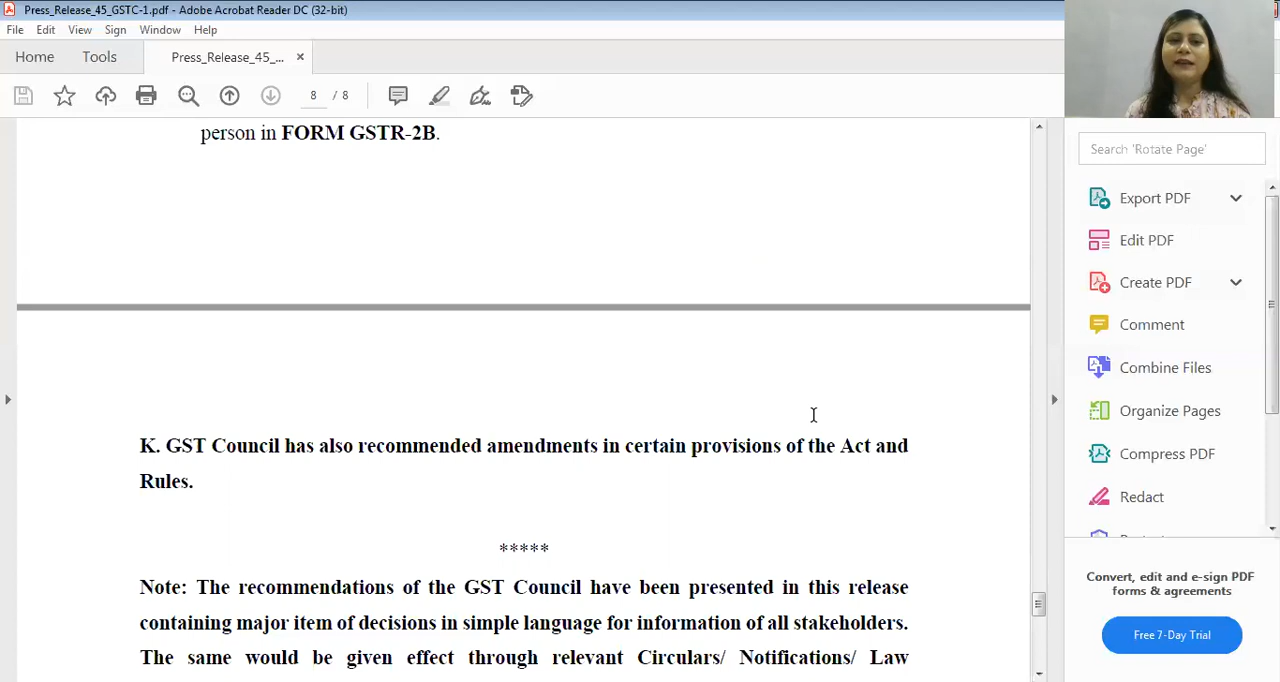 Press_Release_45_GSTC-1.pdf - Adobe Acrobat Reader DC (32-bit)
File Edit View Sign Window Help
Home Tools Press_Release_45_... ×
8 / 8
person in FORM GSTR-2B.
K. GST Council has also recommended amendments in certain provisions of the Act and
Rules.
*****
Note: The recommendations of the GST Council have been presented in this release
containing major item of decisions in simple language for information of all stakeholders.
The same would be given effect through relevant Circulars/ Notifications/ Law
Search 'Rotate Page'
Export PDF
Edit PDF
Create PDF
Comment
Combine Files
Organize Pages
Compress PDF
Redact
Convert, edit and e-sign PDF
forms & agreements
Free 7-Day Trial